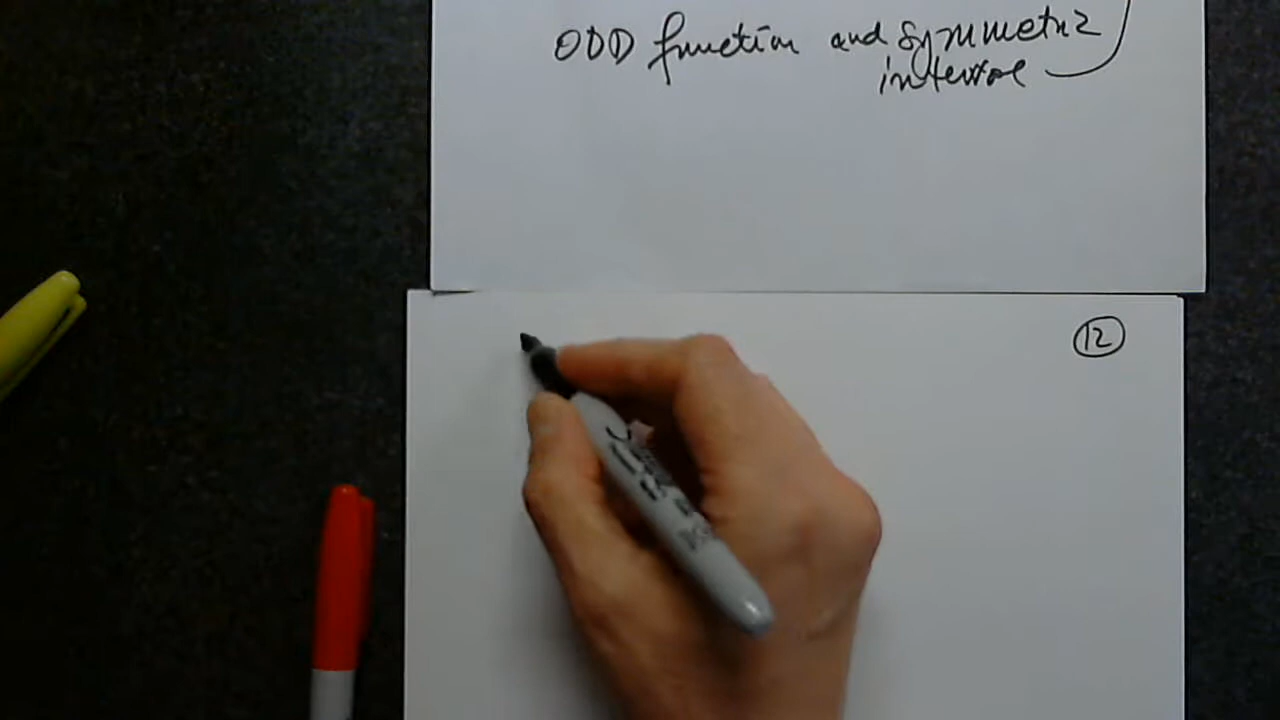 ODD function and symmetric
interval
12